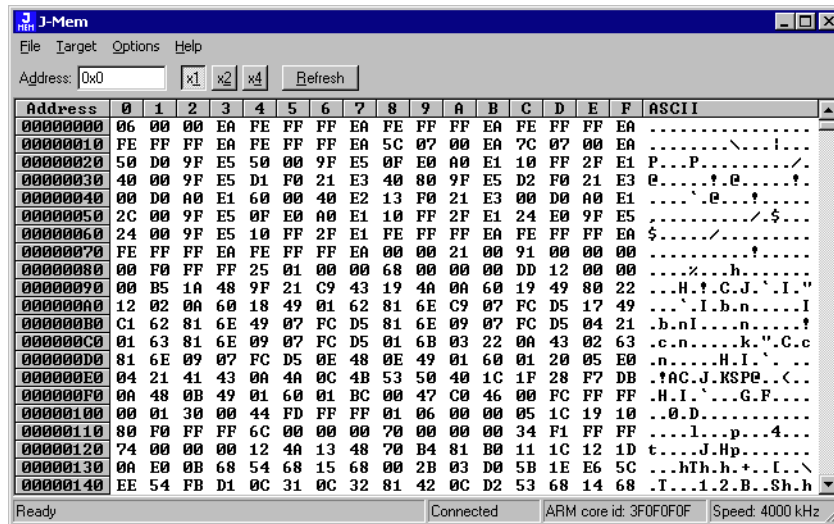 J-Mem
File Target Options Help
Address: 0x0 x1 x2 x4 Refresh
Address 0 1 2 3 4 5 6 7 8 9 A B C D E F ASCII
00000000 06 00 00 EA FE FF FF EA FE FF FF EA FE FF FF EA ................
00000010 FE FF FF EA FE FF FF EA 5C 07 00 EA 7C 07 00 EA ........\...|...
00000020 50 D0 9F E5 50 00 9F E5 0F E0 A0 E1 10 FF 2F E1 P...P........./.
00000030 40 00 9F E5 D1 F0 21 E3 40 80 9F E5 D2 F0 21 E3 @.....!.@.....!.
00000040 00 D0 A0 E1 60 00 40 E2 13 F0 21 E3 00 D0 A0 E1 ....`.@...!.....
00000050 2C 00 9F E5 0F E0 A0 E1 10 FF 2F E1 24 E0 9F E5 ,........./.$...
00000060 24 00 9F E5 10 FF 2F E1 FE FF FF EA FE FF FF EA $...../.........
00000070 FE FF FF EA FE FF FF EA 00 00 21 00 91 00 00 00 ..........!.....
00000080 00 F0 FF FF 25 01 00 00 68 00 00 00 DD 12 00 00 ....%...h.......
00000090 00 B5 1A 48 9F 21 C9 43 19 4A 0A 60 19 49 80 22 ...H.!.C.J.`.I."
000000A0 12 02 0A 60 18 49 01 62 81 6E C9 07 FC D5 17 49 ...`.I.b.n.....I
000000B0 C1 62 81 6E 49 07 FC D5 81 6E 09 07 FC D5 04 21 .b.nI....n.....!
000000C0 01 63 81 6E 09 07 FC D5 01 6B 03 22 0A 43 02 63 .c.n.....k.".C.c
000000D0 81 6E 09 07 FC D5 0E 48 0E 49 01 60 01 20 05 E0 .n.....H.I.`. ..
000000E0 04 21 41 43 0A 4A 0C 4B 53 50 40 1C 1F 28 F7 DB .!AC.J.KSP@..(..
000000F0 0A 48 0B 49 01 60 01 BC 00 47 C0 46 00 FC FF FF .H.I.`...G.F....
00000100 00 01 30 00 44 FD FF FF 01 06 00 00 05 1C 19 10 ..0.D...........
00000110 80 F0 FF FF 6C 00 00 00 70 00 00 00 34 F1 FF FF ....l...p...4...
00000120 74 00 00 00 12 4A 13 48 70 B4 81 B0 11 1C 12 1D t....J.Hp.......
00000130 0A E0 0B 68 54 68 15 68 00 2B 03 D0 5B 1E E6 5C ...hTh.h.+..[..\
00000140 EE 54 FB D1 0C 31 0C 32 81 42 0C D2 53 68 14 68 .T...1.2.B..Sh.h
Ready Connected ARM core id: 3F0F0F0F Speed: 4000 kHz